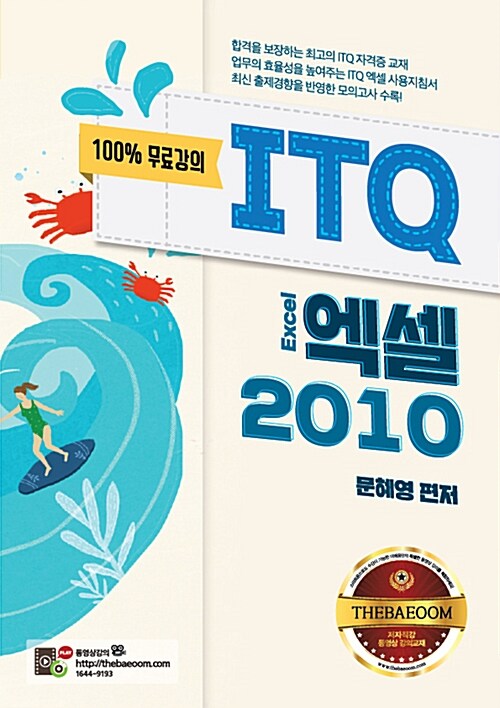 합격을 보장하는 최고의 ITQ 자격증 교재
업무의 효율성을 높여주는 ITQ 엑셀 사용지침서
최신 출제경향을 반영한 모의고사 수록!
100% 무료강의
ITQ
Excel
엑셀
2010
문혜영 편저
THEBAEOOM
저자직강
동영상 강의교재
www.thebaeoom.com
PLAY
동영상강의
http://thebaeoom.com
1644-9193